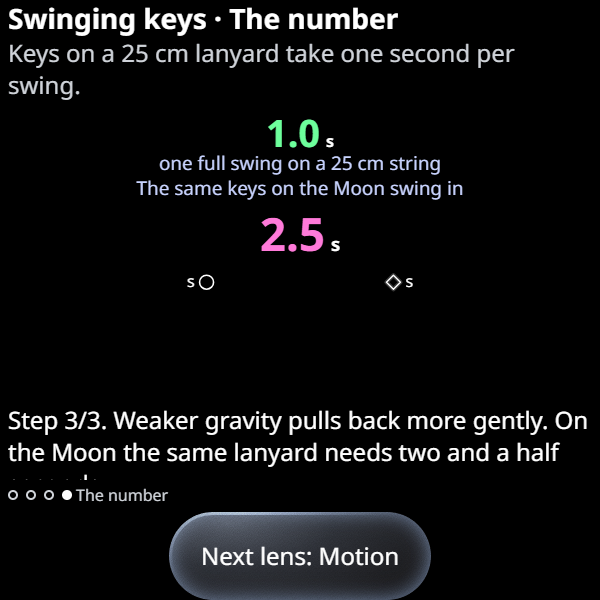 Swinging keys · The number
Keys on a 25 cm lanyard take one second per
swing.
1.0 s
one full swing on a 25 cm string
The same keys on the Moon swing in
2.5 s
s s
Step 3/3. Weaker gravity pulls back more gently. On
the Moon the same lanyard needs two and a half
The number
Next lens: Motion